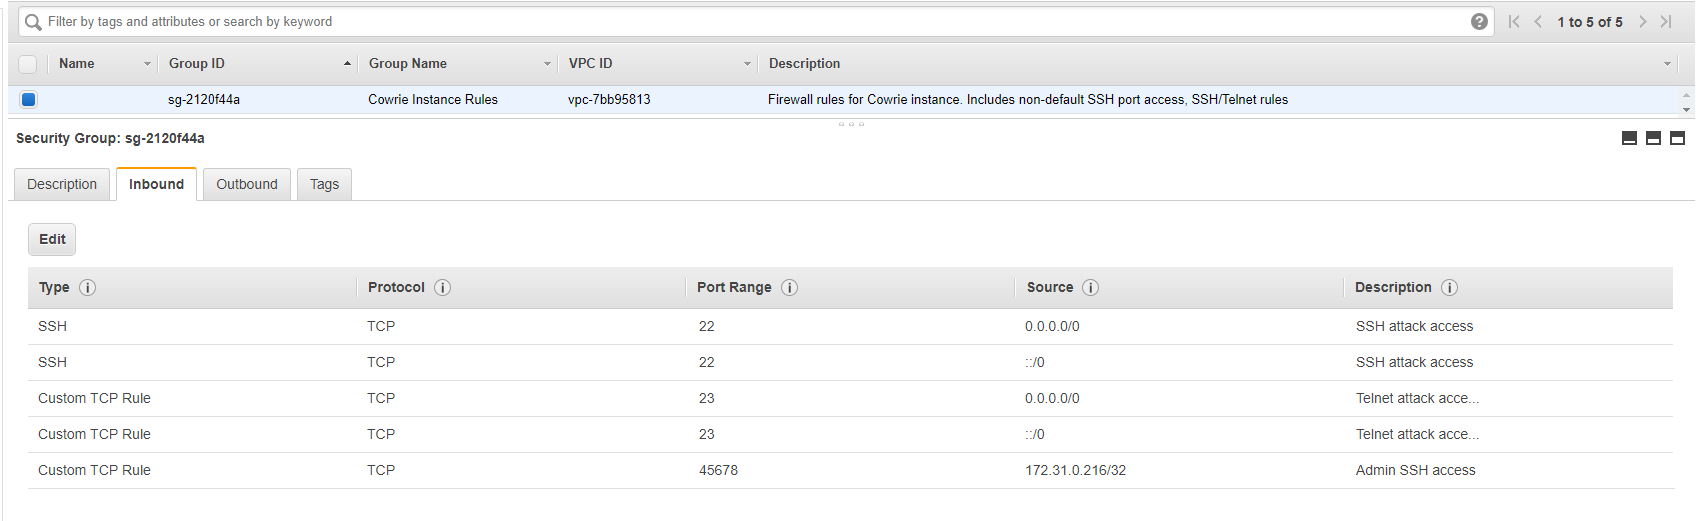 Filter by tags and attributes or search by keyword
1 to 5 of 5
Name Group ID Group Name VPC ID Description
sg-2120f44a Cowrie Instance Rules vpc-7bb95813 Firewall rules for Cowrie instance. Includes non-default SSH port access, SSH/Telnet rules
Security Group: sg-2120f44a
Description Inbound Outbound Tags
Edit
Type Protocol Port Range Source Description
SSH TCP 22 0.0.0.0/0 SSH attack access
SSH TCP 22 ::/0 SSH attack access
Custom TCP Rule TCP 23 0.0.0.0/0 Telnet attack acce...
Custom TCP Rule TCP 23 ::/0 Telnet attack acce...
Custom TCP Rule TCP 45678 172.31.0.216/32 Admin SSH access